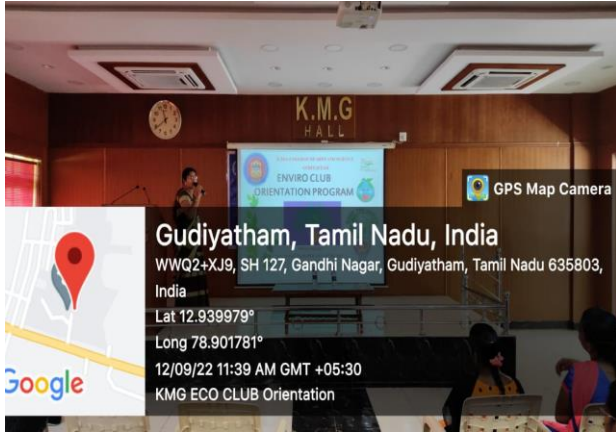 K.M.G
HALL
ENVIRO CLUB
ORIENTATION PROGRAM
GPS Map Camera
Gudiyatham, Tamil Nadu, India
WWQ2+XJ9, SH 127, Gandhi Nagar, Gudiyatham, Tamil Nadu 635803,
India
Lat 12.939979°
Long 78.901781°
12/09/22 11:39 AM GMT +05:30
KMG ECO CLUB Orientation
Google